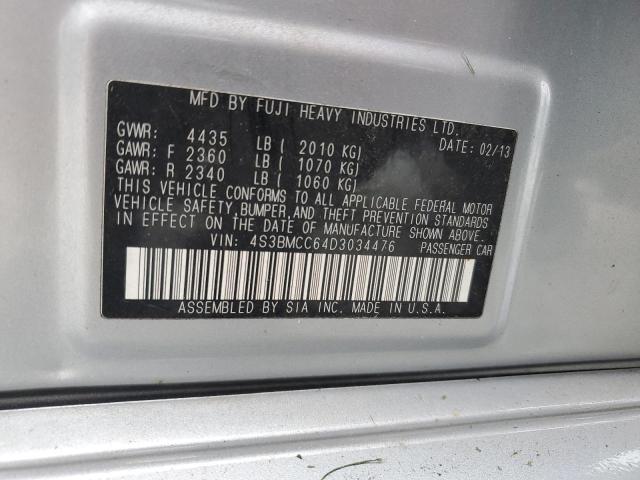 MFD BY FUJI HEAVY INDUSTRIES LTD.
GVWR: 4435 LB ( 2010 KG) DATE: 02/13
GAWR: F 2360 LB ( 1070 KG)
GAWR: R 2340 LB ( 1060 KG)
THIS VEHICLE CONFORMS TO ALL APPLICABLE FEDERAL MOTOR
VEHICLE SAFETY, BUMPER, AND THEFT PREVENTION STANDARDS
IN EFFECT ON THE DATE OF MANUFACTURE SHOWN ABOVE.
VIN: 4S3BMCC64D3034476 PASSENGER CAR
ASSEMBLED BY SIA INC. MADE IN U.S.A.